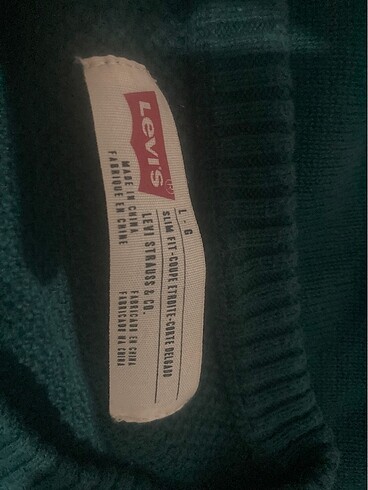 LEVI'S®
L - G
SLIM FIT-COUPE ETROITE-CORTE DELGADO
LEVI STRAUSS & CO.
MADE IN CHINA
FABRIQUE EN CHINE
FABRICADO EN CHINA
FABRICADO NA CHINA